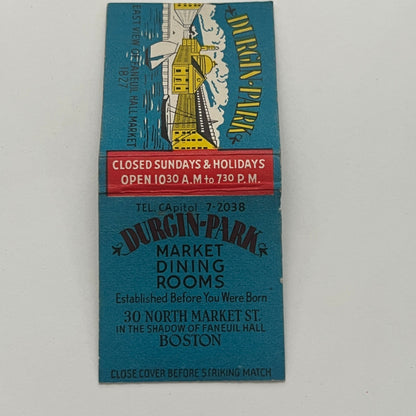 DURGIN-PARK
EAST VIEW OF FANEUIL HALL MARKET
1827
CLOSED SUNDAYS & HOLIDAYS
OPEN 1030 A.M to 730 P.M.
TEL. CApitol 7-2038
DURGIN-PARK
MARKET
DINING
ROOMS
Established Before You Were Born
30 NORTH MARKET ST.
IN THE SHADOW OF FANEUIL HALL
BOSTON
CLOSE COVER BEFORE STRIKING MATCH